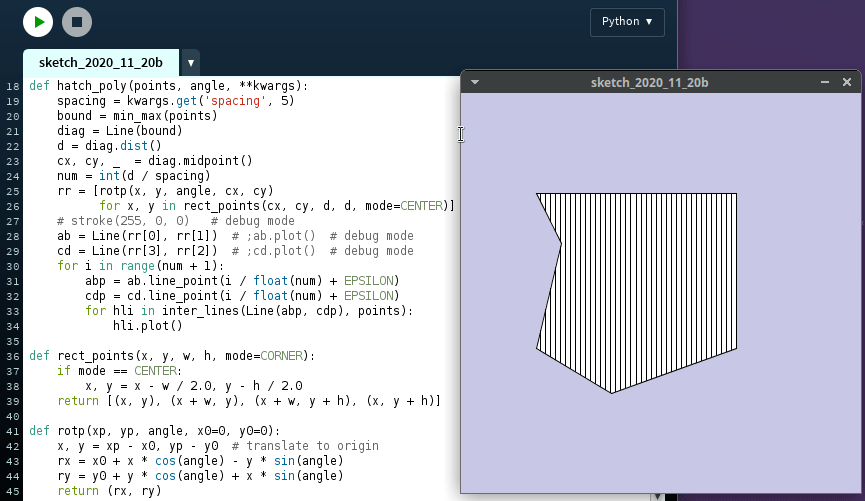 Python ▾
sketch_2020_11_20b ▾
18 def hatch_poly(points, angle, **kwargs):
19     spacing = kwargs.get('spacing', 5)
20     bound = min_max(points)
21     diag = Line(bound)
22     d = diag.dist()
23     cx, cy, _  = diag.midpoint()
24     num = int(d / spacing)
25     rr = [rotp(x, y, angle, cx, cy)
26           for x, y in rect_points(cx, cy, d, d, mode=CENTER)]
27     # stroke(255, 0, 0)   # debug mode
28     ab = Line(rr[0], rr[1])  # ;ab.plot()  # debug mode
29     cd = Line(rr[3], rr[2])  # ;cd.plot()  # debug mode
30     for i in range(num + 1):
31         abp = ab.line_point(i / float(num) + EPSILON)
32         cdp = cd.line_point(i / float(num) + EPSILON)
33         for hli in inter_lines(Line(abp, cdp), points):
34             hli.plot()
35
36 def rect_points(x, y, w, h, mode=CORNER):
37     if mode == CENTER:
38         x, y = x - w / 2.0, y - h / 2.0
39     return [(x, y), (x + w, y), (x + w, y + h), (x, y + h)]
40
41 def rotp(xp, yp, angle, x0=0, y0=0):
42     x, y = xp - x0, yp - y0  # translate to origin
43     rx = x0 + x * cos(angle) - y * sin(angle)
44     ry = y0 + y * cos(angle) + x * sin(angle)
45     return (rx, ry)
sketch_2020_11_20b